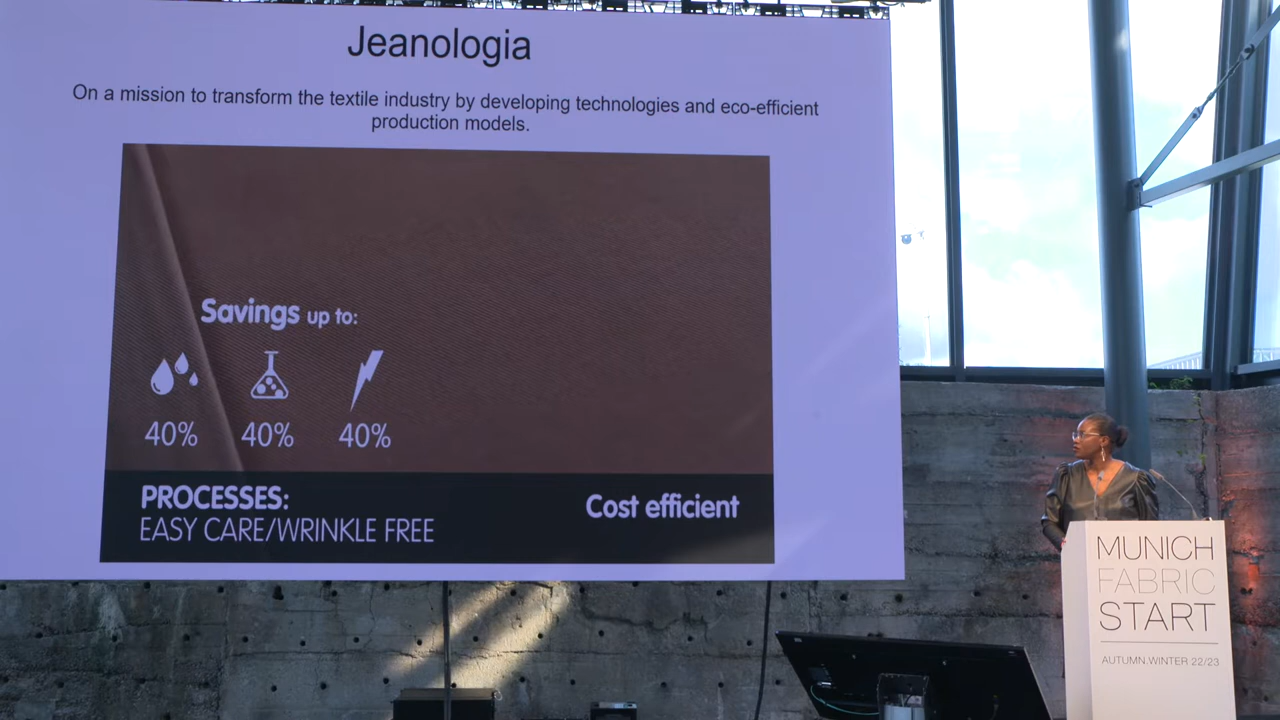 Jeanologia
On a mission to transform the textile industry by developing technologies and eco-efficient
production models.
Savings up to:
40% 40% 40%
PROCESSES:
EASY CARE/WRINKLE FREE
Cost efficient
MUNICH
FABRIC
START
AUTUMN.WINTER 22/23